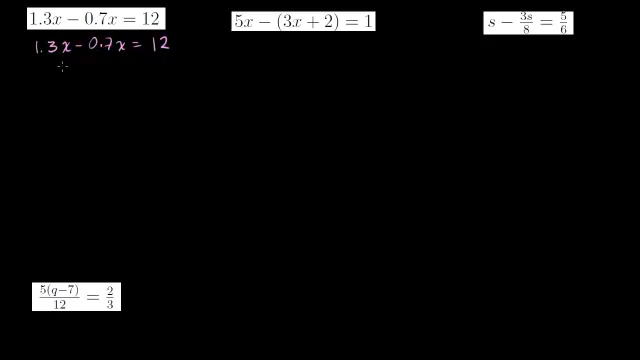 1.3x − 0.7x = 12
5x − (3x + 2) = 1
s − 3s/8 = 5/6
1.3x − 0.7x = 12
5(q−7)/12 = 2/3